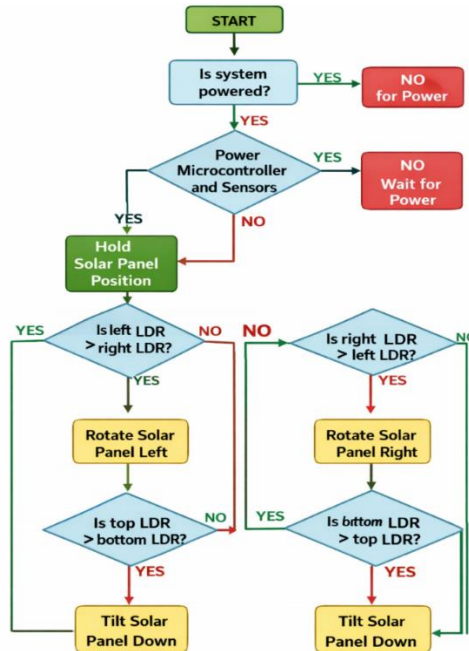 START
Is system
powered?
YES
NO
for Power
YES
Power
Microcontroller
and Sensors
YES
NO
Wait for
Power
YES
NO
Hold
Solar Panel
Position
YES
Is left LDR
> right LDR?
NO
YES
Rotate Solar
Panel Left
Is top LDR
> bottom LDR?
NO
YES
Tilt Solar
Panel Down
NO
Is right LDR
> left LDR?
NO
YES
Rotate Solar
Panel Right
YES
Is bittom LDR
> top LDR?
YES
Tilt Solar
Panel Down